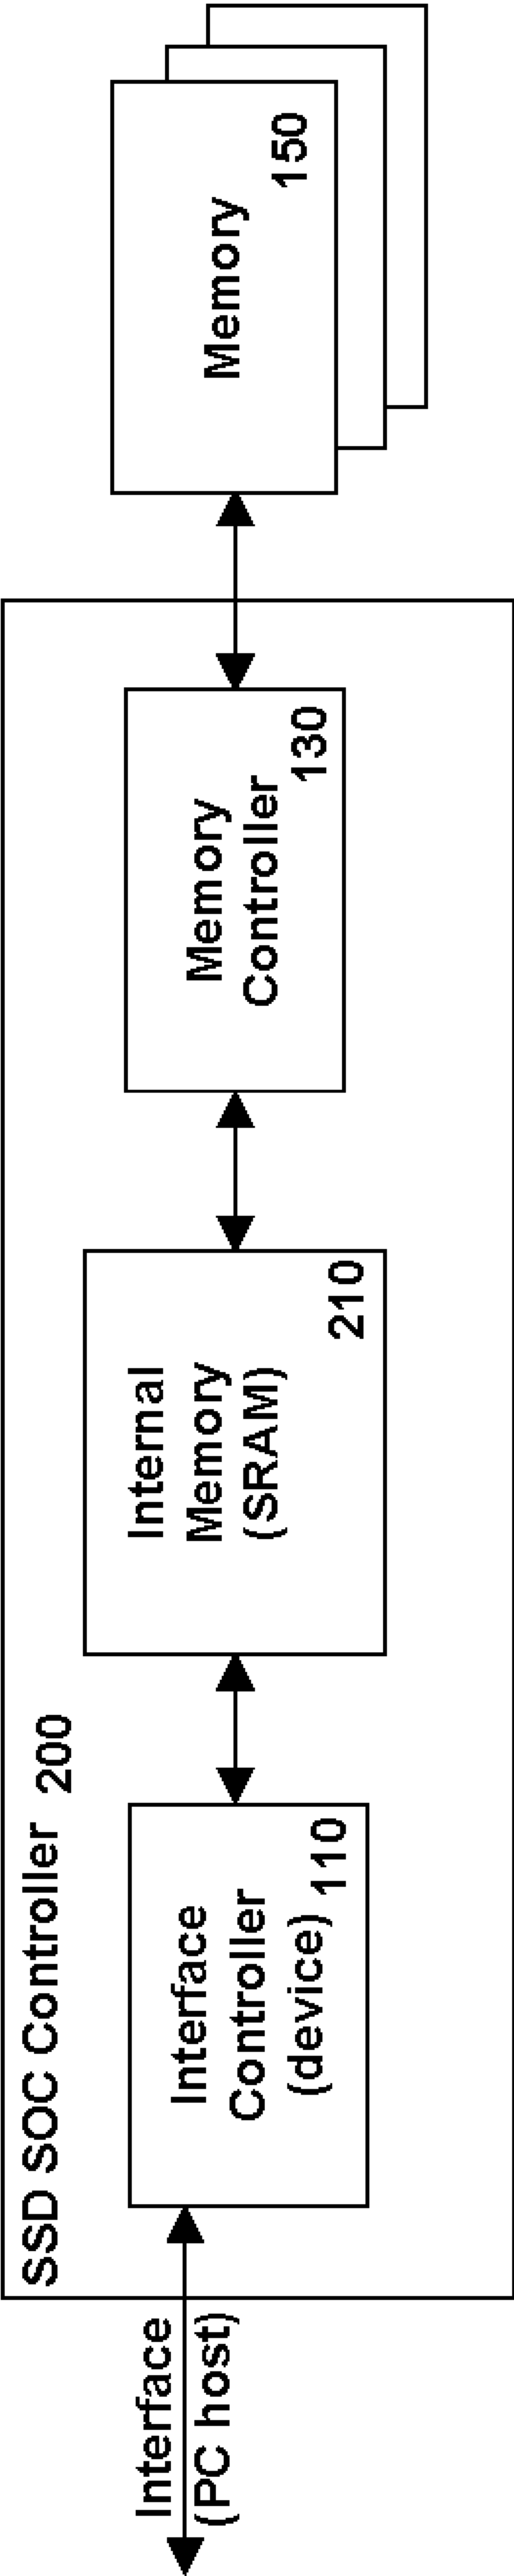 SSD SOC Controller 200
Interface
(PC host)
Interface
Controller
(device)
110
Internal
Memory
(SRAM)
210
Memory
Controller
130
Memory
150